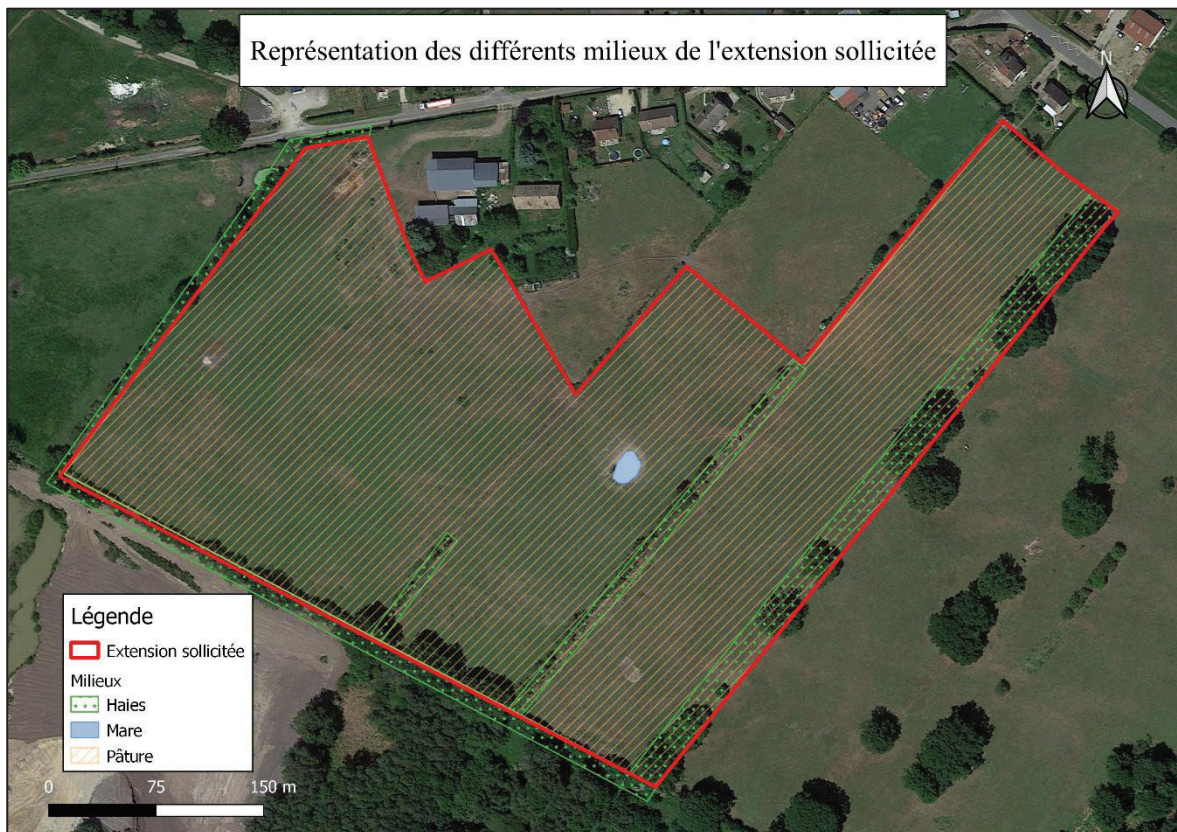 Représentation des différents milieux de l'extension sollicitée
N
Légende
Extension sollicitée
Milieux
Haies
Mare
Pâture
0 75 150 m